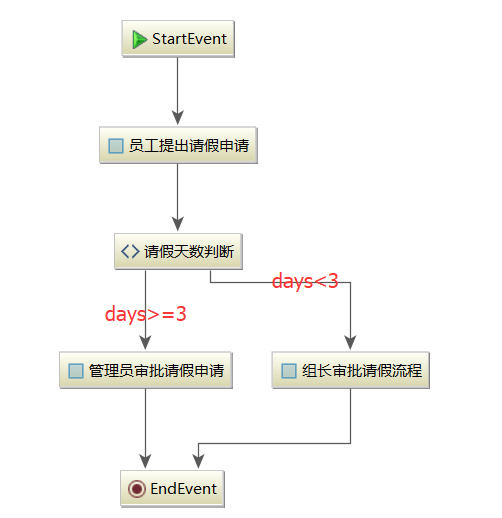 StartEvent
员工提出请假申请
请假天数判断
days<3
days>=3
管理员审批请假申请
组长审批请假流程
EndEvent